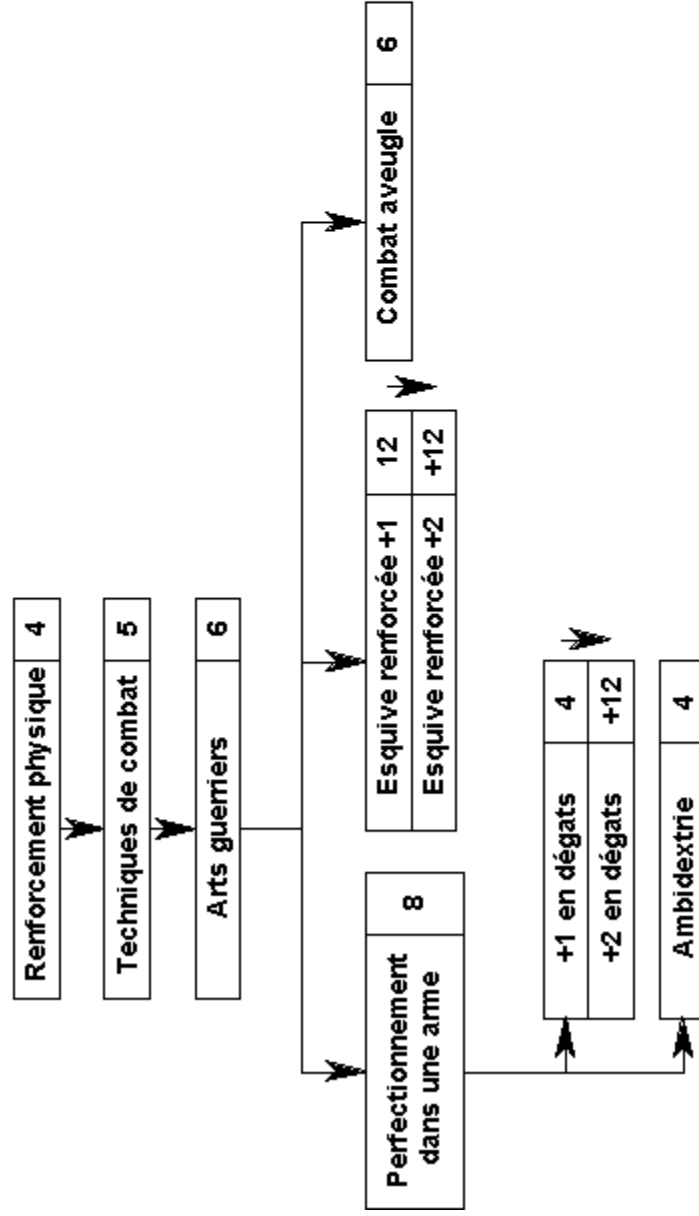 Renforcement physique 4
Techniques de combat 5
Arts guerriers 6
Perfectionnement
dans une arme
8
Esquive renforcée +1 12
Esquive renforcée +2 +12
Combat aveugle 6
+1 en dégats 4
+2 en dégats +12
Ambidextrie 4